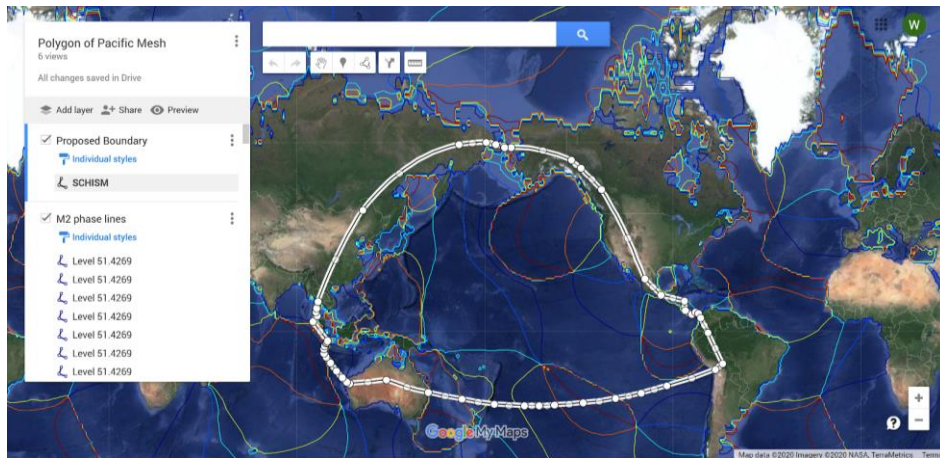 Polygon of Pacific Mesh
6 views
All changes saved in Drive
Add layer Share Preview
Proposed Boundary
Individual styles
SCHISM
M2 phase lines
Individual styles
Level 51.4269
Level 51.4269
Level 51.4269
Level 51.4269
Level 51.4269
Level 51.4269
Level 51.4269
W
Google My Maps
+
−
?
Map data ©2020 Imagery ©2020 NASA, TerraMetrics Terms